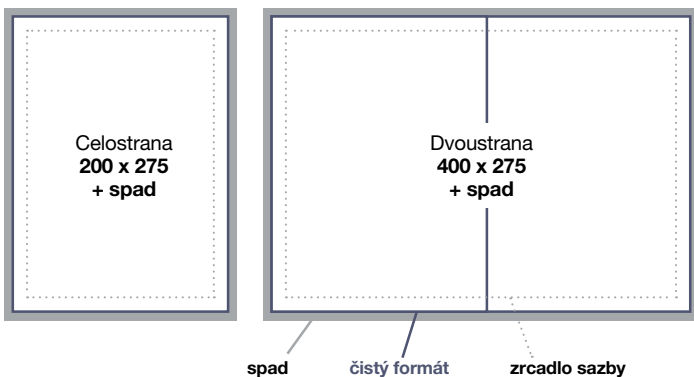 Celostrana
200 x 275
+ spad
Dvoustrana
400 x 275
+ spad
spad
čistý formát
zrcadlo sazby